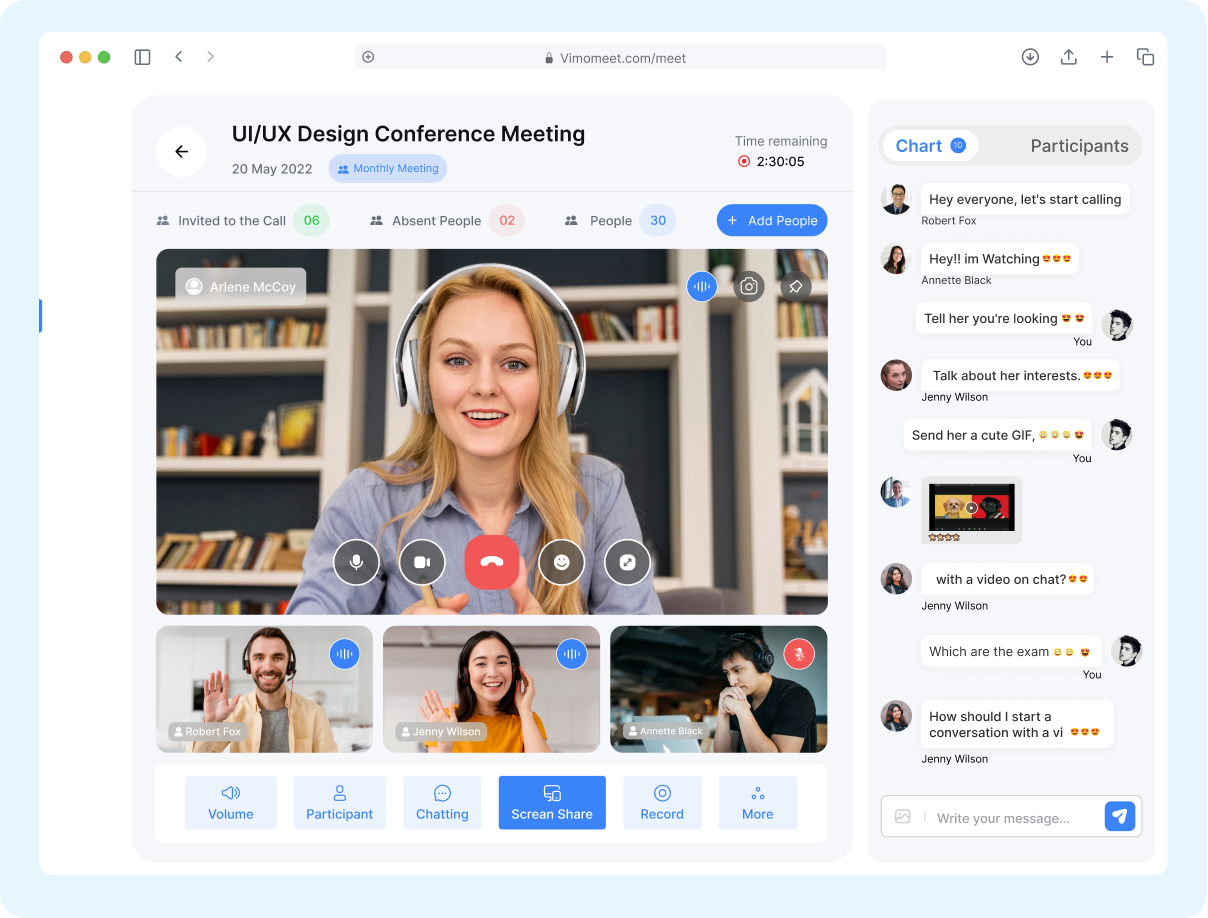 Vimomeet.com/meet
UI/UX Design Conference Meeting
20 May 2022
Monthly Meeting
Time remaining
2:30:05
Invited to the Call 06
Absent People 02
People 30
+ Add People
Arlene McCoy
Robert Fox
Jenny Wilson
Annette Black
Volume
Participant
Chatting
Screan Share
Record
More
Chart 10
Participants
Hey everyone, let's start calling
Robert Fox
Hey!! im Watching😍😍😍
Annette Black
Tell her you're looking 😍 😍
You
Talk about her interests. 😍😍😍
Jenny Wilson
Send her a cute GIF, 😄 😄 😄 😍
You
🙈🙈🙈🙈
with a video on chat?😍😍
Jenny Wilson
Which are the exam 😄 😄 😍
You
How should I start a
conversation with a vi 😍😍😍
Jenny Wilson
Write your message...